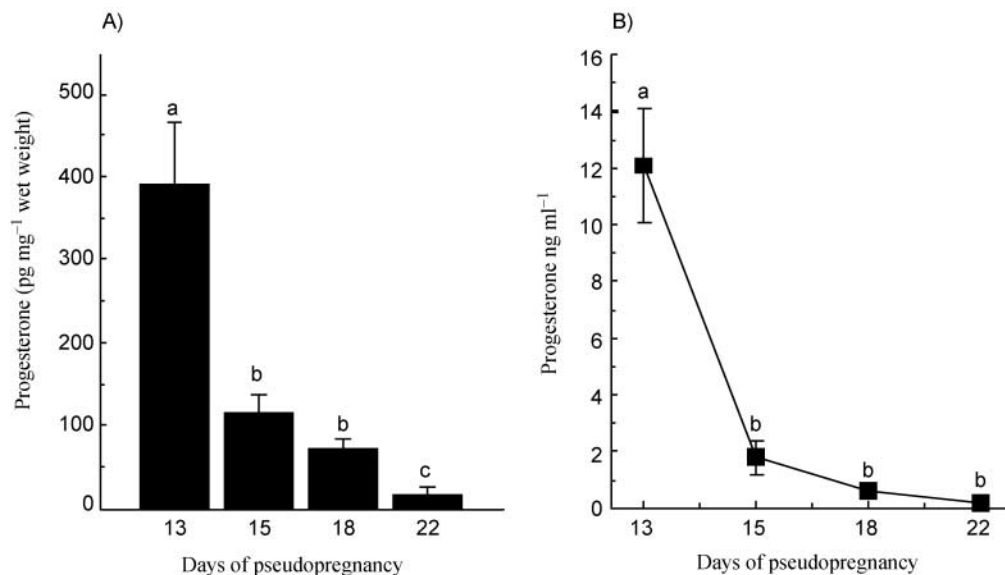 A)
Progesterone (pg mg⁻¹ wet weight)
500
400
300
200
100
0
a
b
b
c
13 15 18 22
Days of pseudopregnancy
B)
Progesterone ng ml⁻¹
16
14
12
10
8
6
4
2
0
a
b
b
b
13 15 18 22
Days of pseudopregnancy